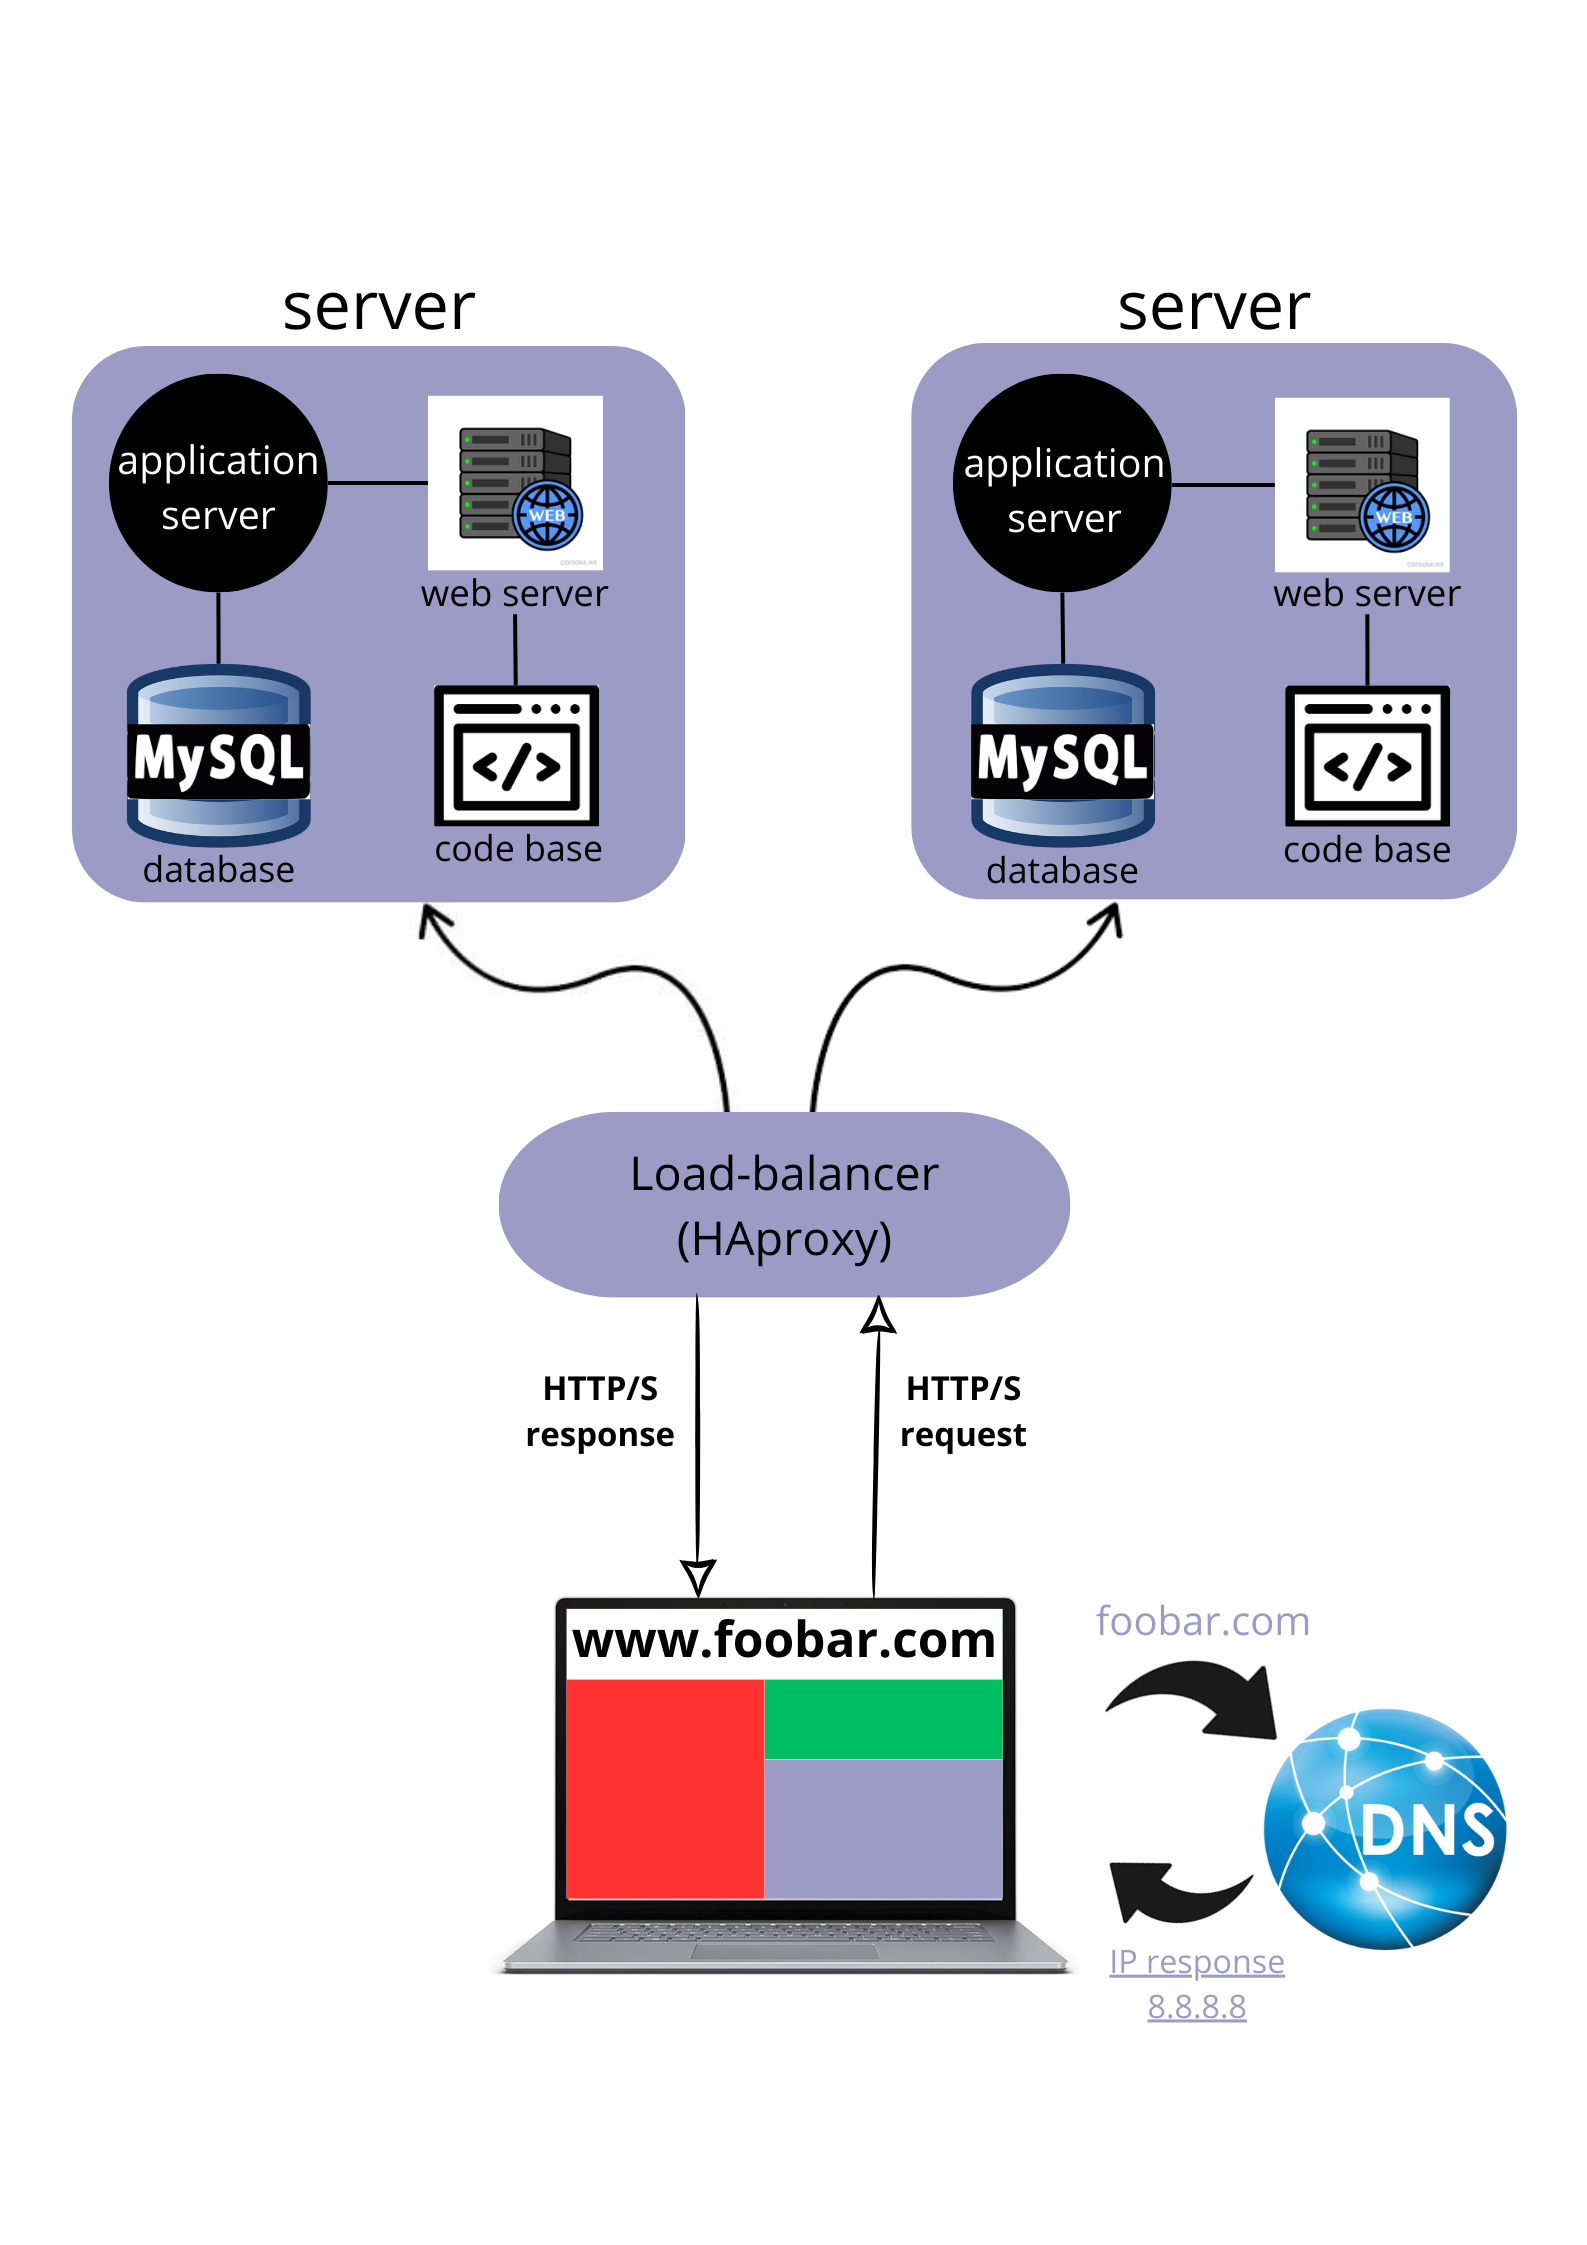 server
server
application
server
WEB
©DESIGNALIKIE
web server
MySQL
database
code base
application
server
WEB
web server
MySQL
database
code base
Load-balancer
(HAproxy)
HTTP/S
response
HTTP/S
request
www.foobar.com
foobar.com
DNS
IP response
8.8.8.8